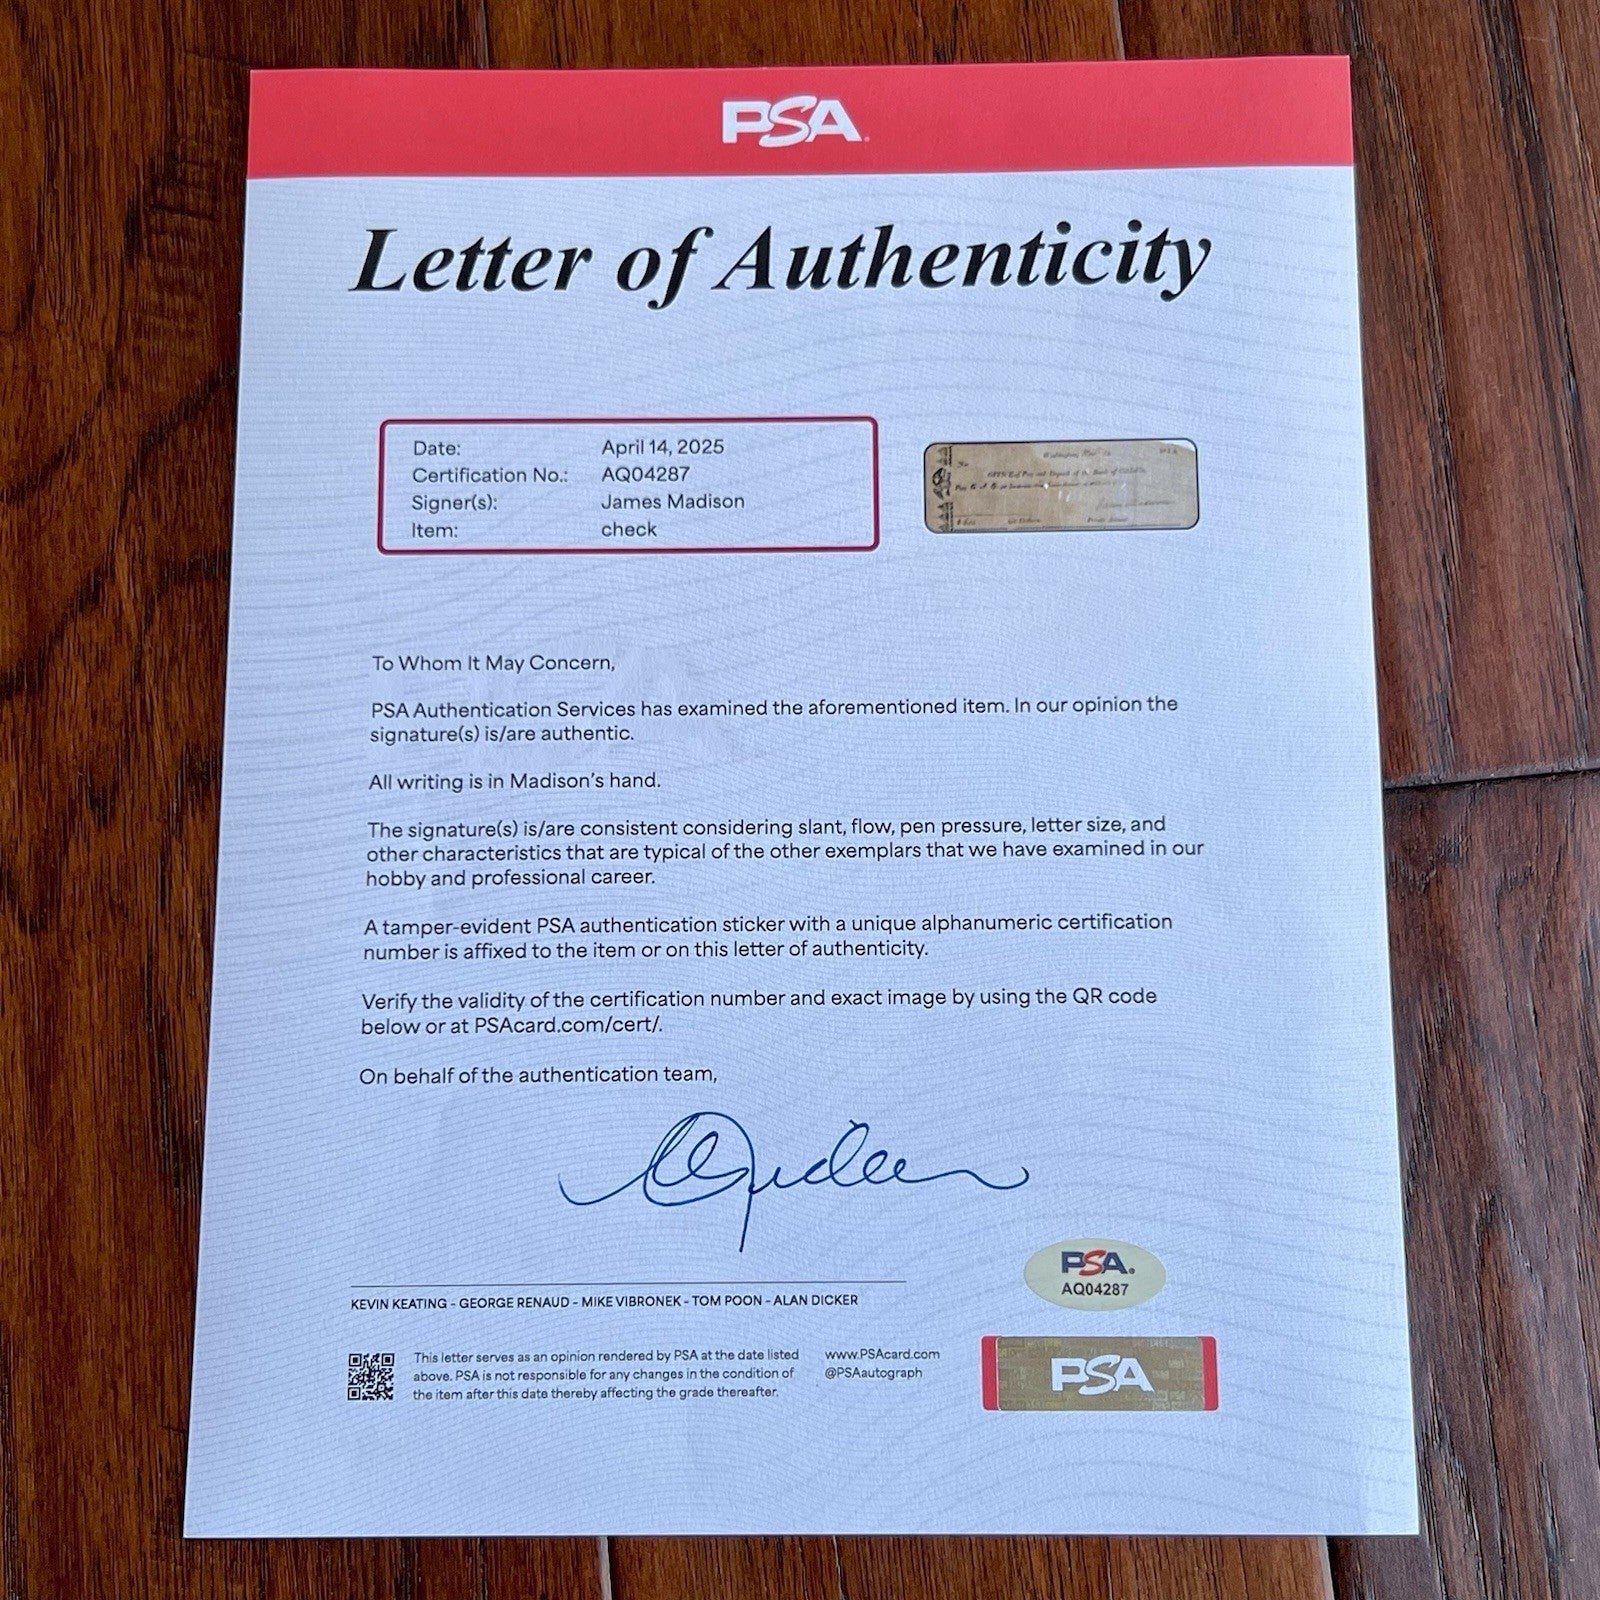 PSA
Letter of Authenticity
Date: April 14, 2025
Certification No.: AQ04287
Signer(s): James Madison
Item: check
To Whom It May Concern,
PSA Authentication Services has examined the aforementioned item. In our opinion the
signature(s) is/are authentic.
All writing is in Madison's hand.
The signature(s) is/are consistent considering slant, flow, pen pressure, letter size, and
other characteristics that are typical of the other exemplars that we have examined in our
hobby and professional career.
A tamper-evident PSA authentication sticker with a unique alphanumeric certification
number is affixed to the item or on this letter of authenticity.
Verify the validity of the certification number and exact image by using the QR code
below or at PSAcard.com/cert/.
On behalf of the authentication team,
KEVIN KEATING - GEORGE RENAUD - MIKE VIBRONEK - TOM POON - ALAN DICKER
PSA.
AQ04287
This letter serves as an opinion rendered by PSA at the date listed
above. PSA is not responsible for any changes in the condition of
the item after this date thereby affecting the grade thereafter.
www.PSAcard.com
@PSAautograph
PSA